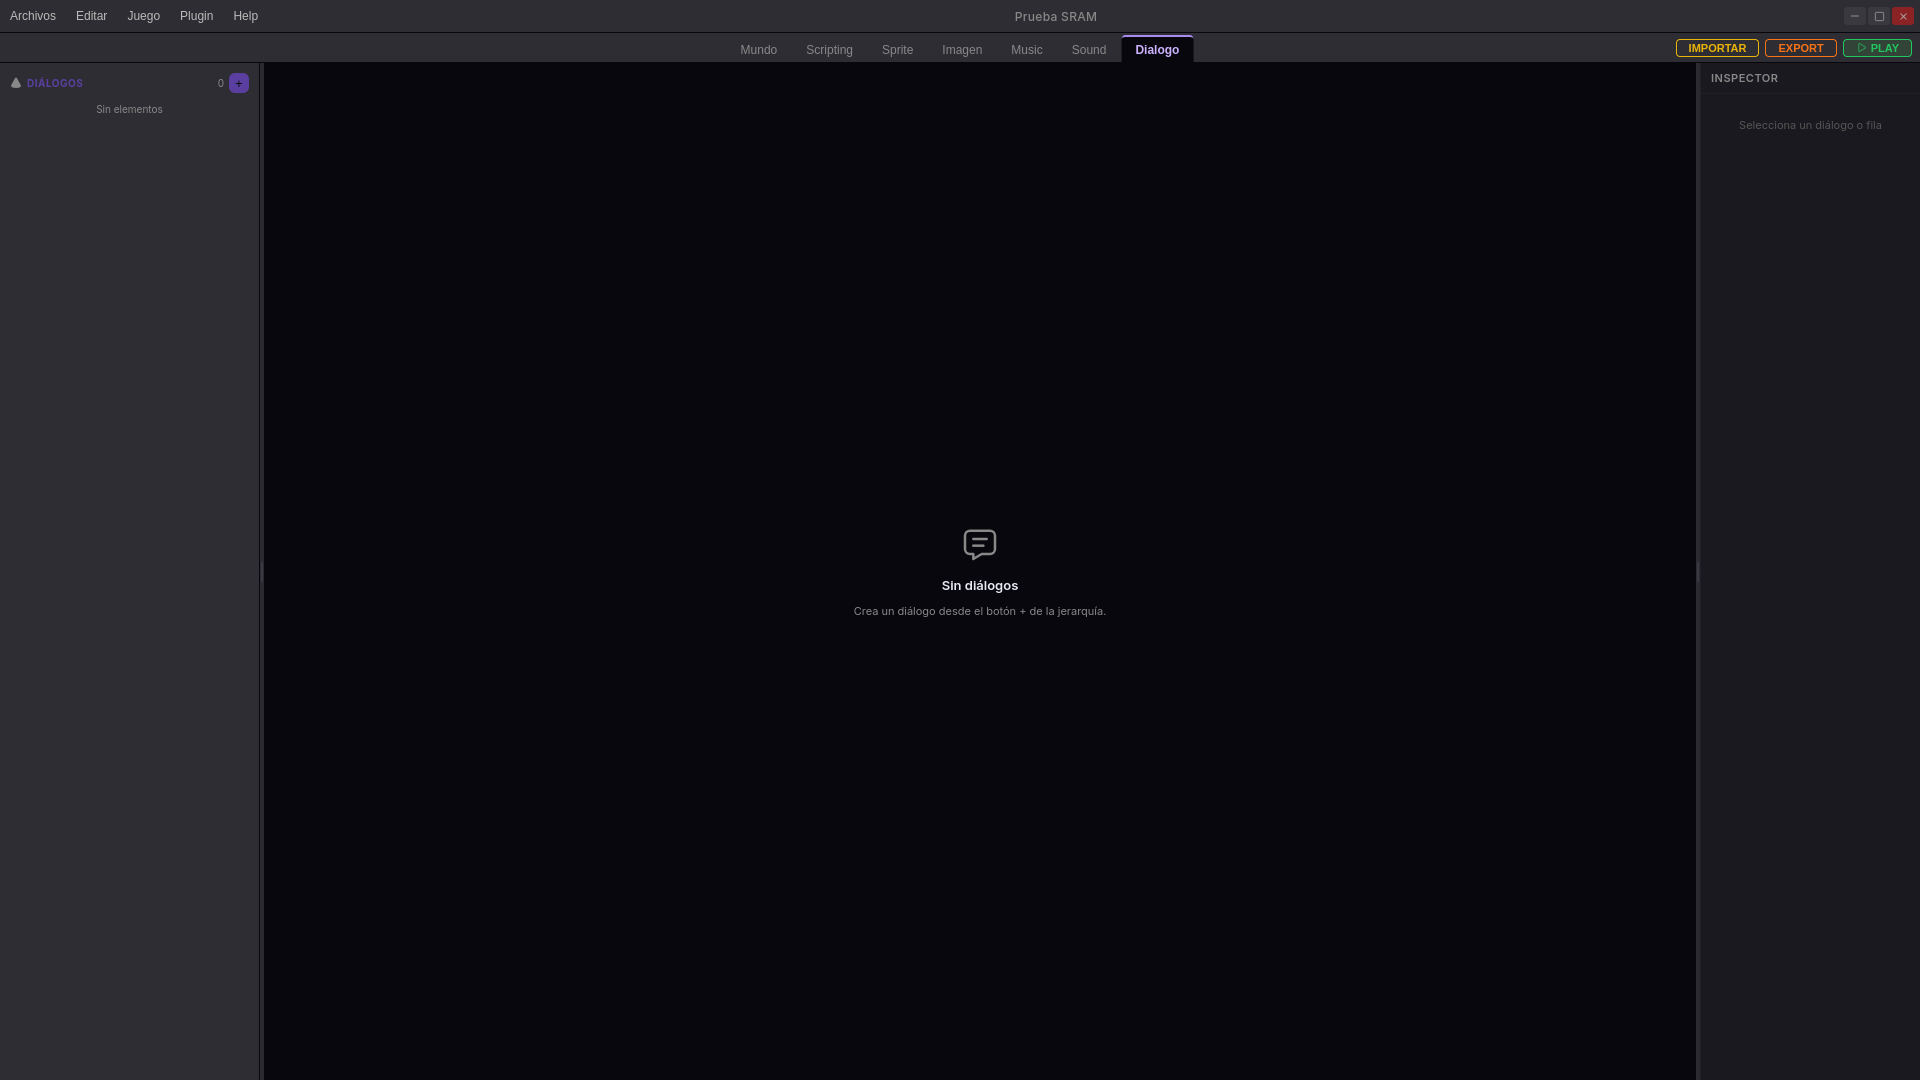 Archivos Editar Juego Plugin Help Prueba SRAM
Mundo Scripting Sprite Imagen Music Sound Dialogo IMPORTAR EXPORT PLAY
DIÁLOGOS 0 +
Sin elementos
INSPECTOR
Selecciona un diálogo o fila
Sin diálogos
Crea un diálogo desde el botón + de la jerarquía.